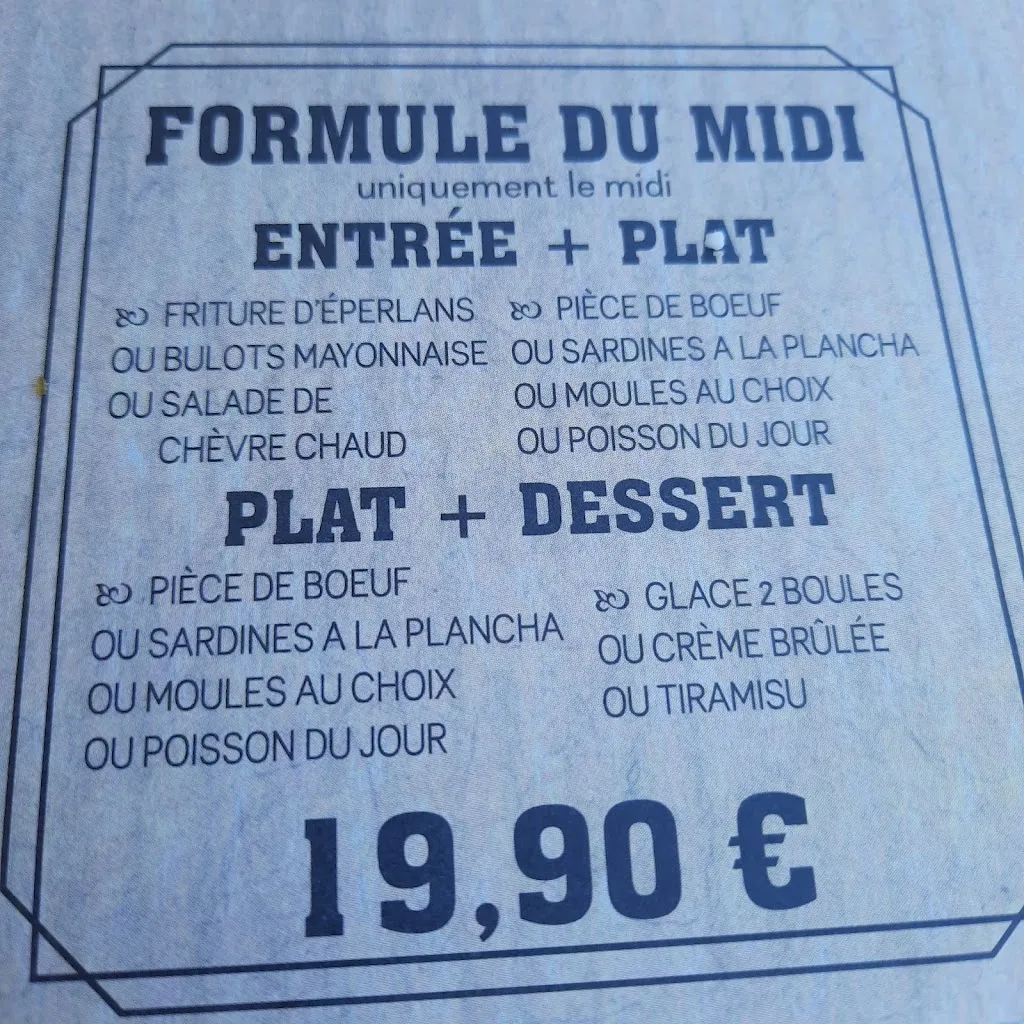 FORMULE DU MIDI
uniquement le midi
ENTRÉE + PLAT
FRITURE D'ÉPERLANS
OU BULOTS MAYONNAISE
OU SALADE DE
CHÈVRE CHAUD
PIÈCE DE BOEUF
OU SARDINES A LA PLANCHA
OU MOULES AU CHOIX
OU POISSON DU JOUR
PLAT + DESSERT
PIÈCE DE BOEUF
OU SARDINES A LA PLANCHA
OU MOULES AU CHOIX
OU POISSON DU JOUR
GLACE 2 BOULES
OU CRÈME BRÛLÉE
OU TIRAMISU
19,90 €